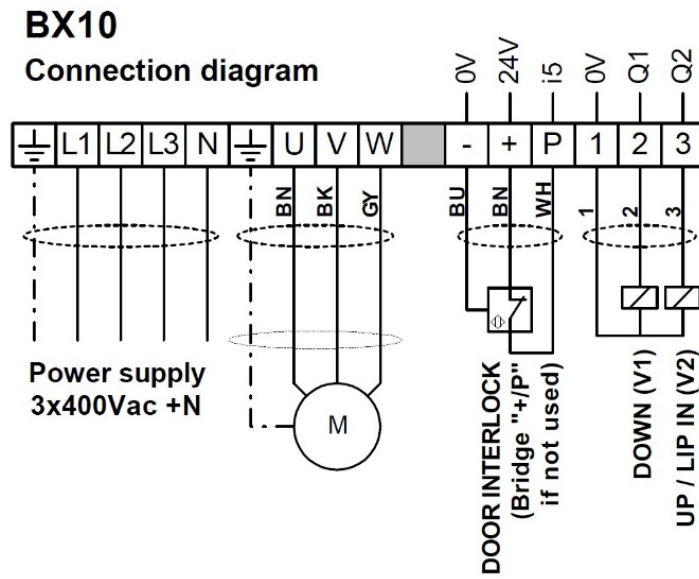 BX10
Connection diagram
0V 24V i5 0V Q1 Q2
L1 L2 L3 N U V W - + P 1 2 3
BN BK GY BU BN WH 1 2 3
Power supply
3x400Vac +N
M
DOOR INTERLOCK
(Bridge "+/P"
if not used)
DOWN (V1)
UP / LIP IN (V2)